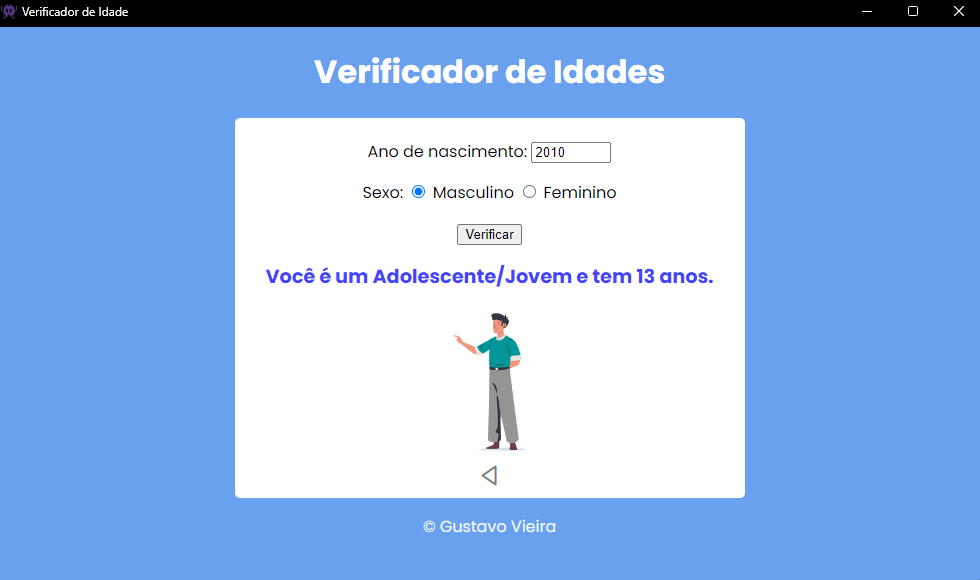 Verificador de Idade
Verificador de Idades
Ano de nascimento: 2010
Sexo: Masculino Feminino
Verificar
Você é um Adolescente/Jovem e tem 13 anos.
© Gustavo Vieira